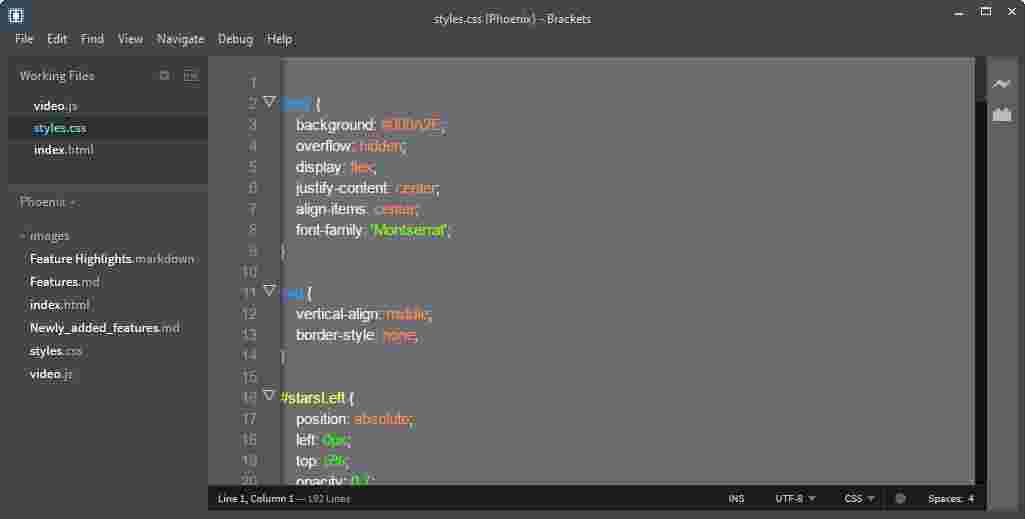 styles.css (Phoenix) - Brackets
File Edit Find View Navigate Debug Help
Working Files
video.js
styles.css
index.html
Phoenix
images
Feature Highlights.markdown
Features.md
index.html
Newly_added_features.md
styles.css
video.js
1
2 {
3 background: #000A2E;
4 overflow: hidden;
5 display: flex;
6 justify-content: center;
7 align-items: center;
8 font-family: 'Montserrat';
9 }
10
11 {
12 vertical-align: middle;
13 border-style: none;
14 }
15
16 #starsLeft {
17 position: absolute;
18 left: 0px;
19 top:
20 opacity: 0.7;
Line 1, Column 1 — 192 Lines
INS UTF-8 CSS Spaces: 4